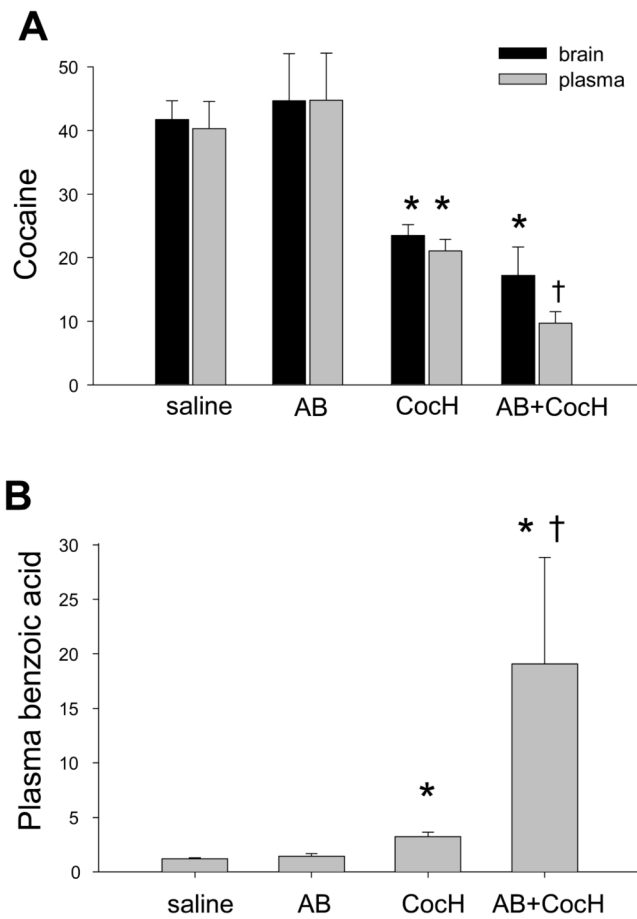 A
brain
plasma
Cocaine
50
40
30
20
10
0
* *
*
†
saline AB CocH AB+CocH
B
Plasma benzoic acid
30
25
20
15
10
5
0
* †
*
saline AB CocH AB+CocH